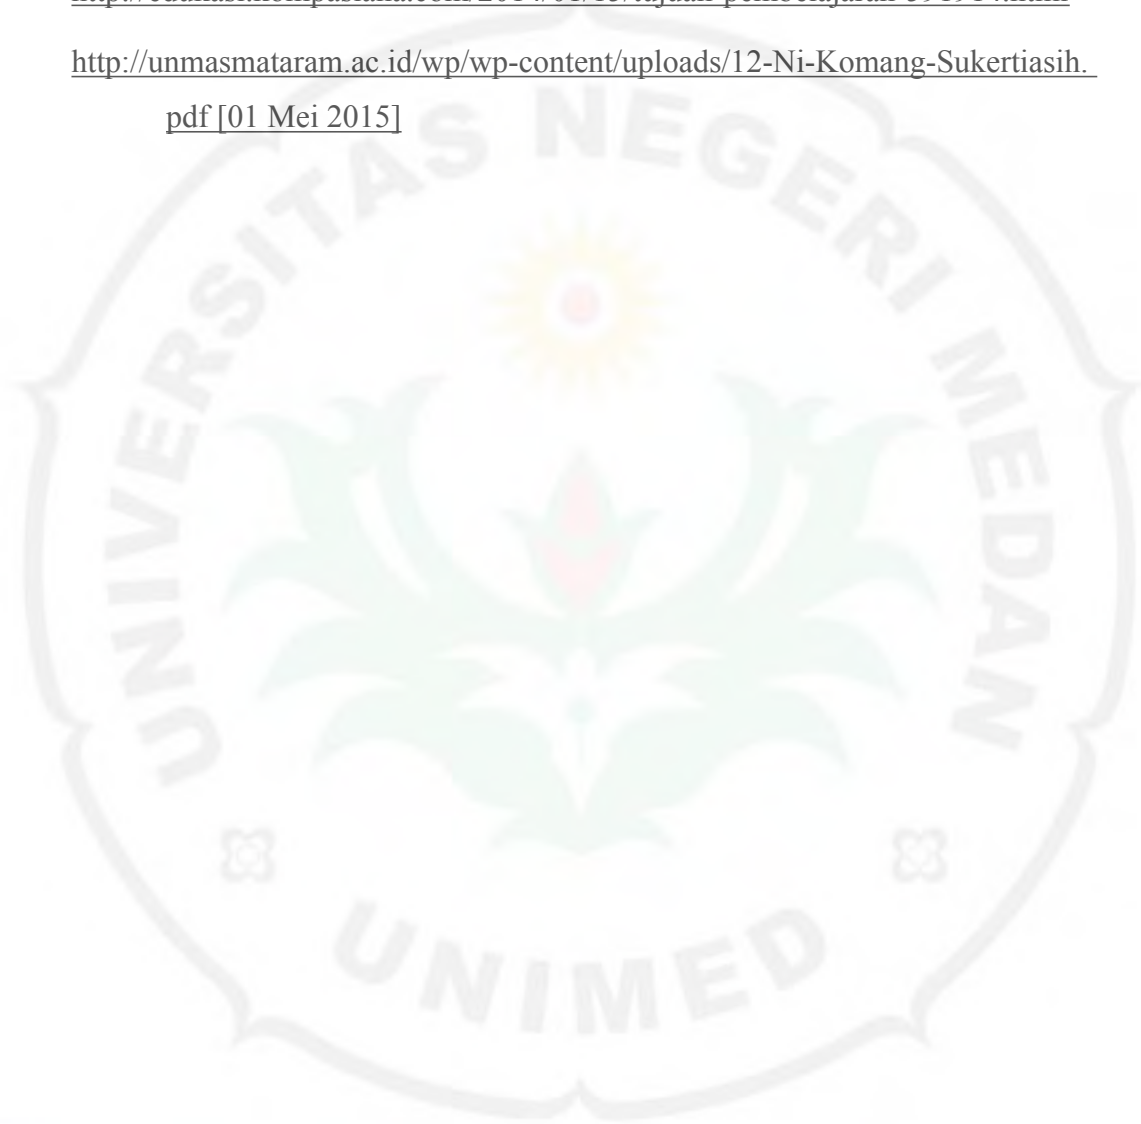 http://unmasmataram.ac.id/wp/wp-content/uploads/12-Ni-Komang-Sukertiasih.
pdf [01 Mei 2015]
UNIVERSITAS NEGERI MEDAN
UNIMED